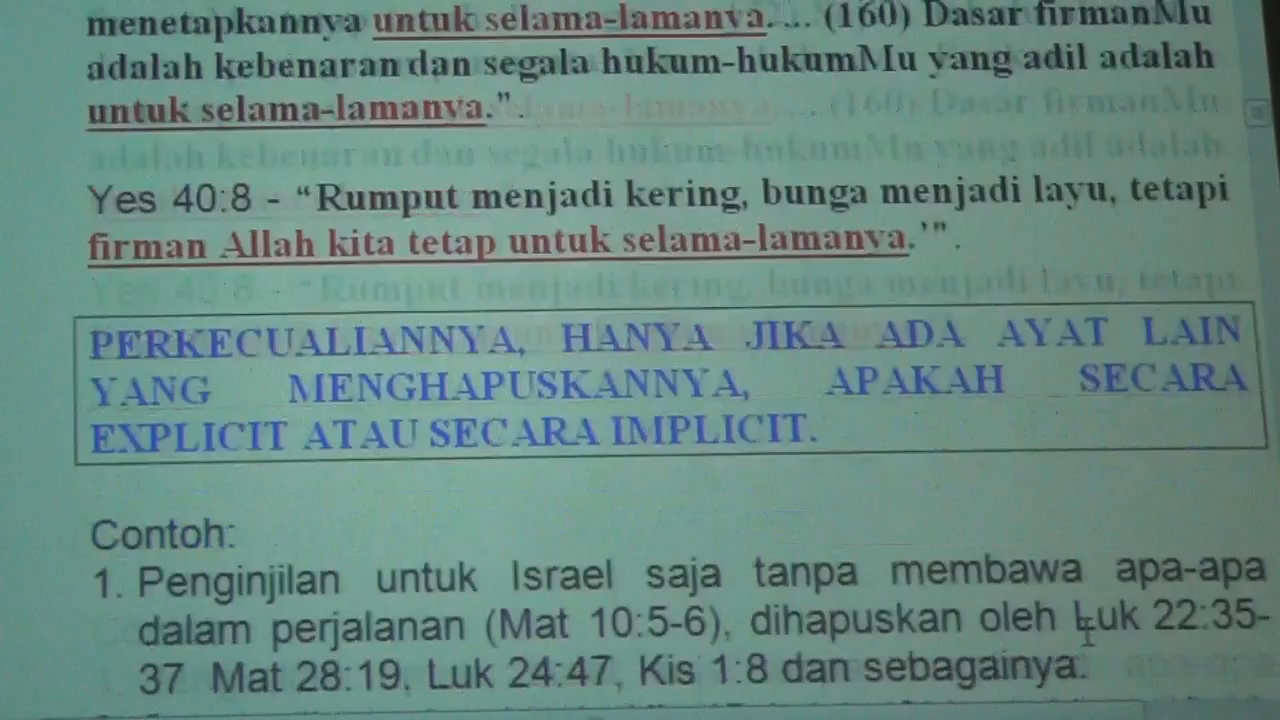 menetapkannya untuk selama-lamanya. ... (160) Dasar firmanMu
adalah kebenaran dan segala hukum-hukumMu yang adil adalah
untuk selama-lamanya.”.
Yes 40:8 - “Rumput menjadi kering, bunga menjadi layu, tetapi
firman Allah kita tetap untuk selama-lamanya.’”.
PERKECUALIANNYA, HANYA JIKA ADA AYAT LAIN
YANG MENGHAPUSKANNYA, APAKAH SECARA
EXPLICIT ATAU SECARA IMPLICIT.
Contoh:
1. Penginjilan untuk Israel saja tanpa membawa apa-apa
dalam perjalanan (Mat 10:5-6), dihapuskan oleh Luk 22:35-
37 Mat 28:19, Luk 24:47, Kis 1:8 dan sebagainya.